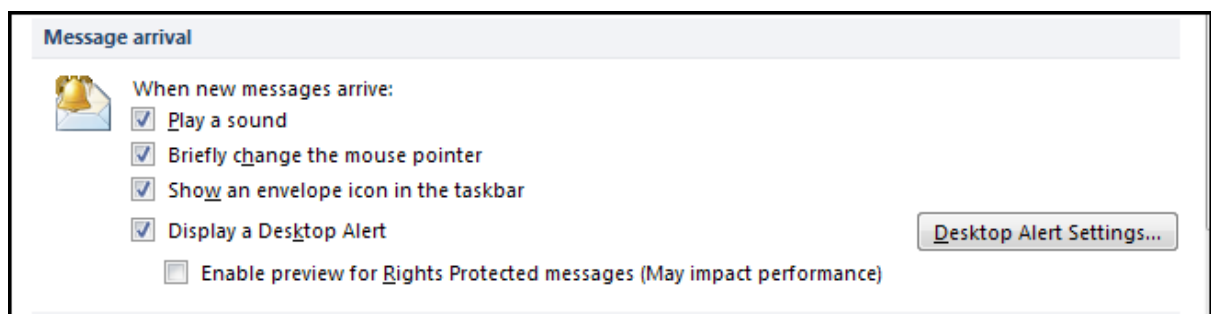 Message arrival
When new messages arrive:
Play a sound
Briefly change the mouse pointer
Show an envelope icon in the taskbar
Display a Desktop Alert
Desktop Alert Settings...
Enable preview for Rights Protected messages (May impact performance)